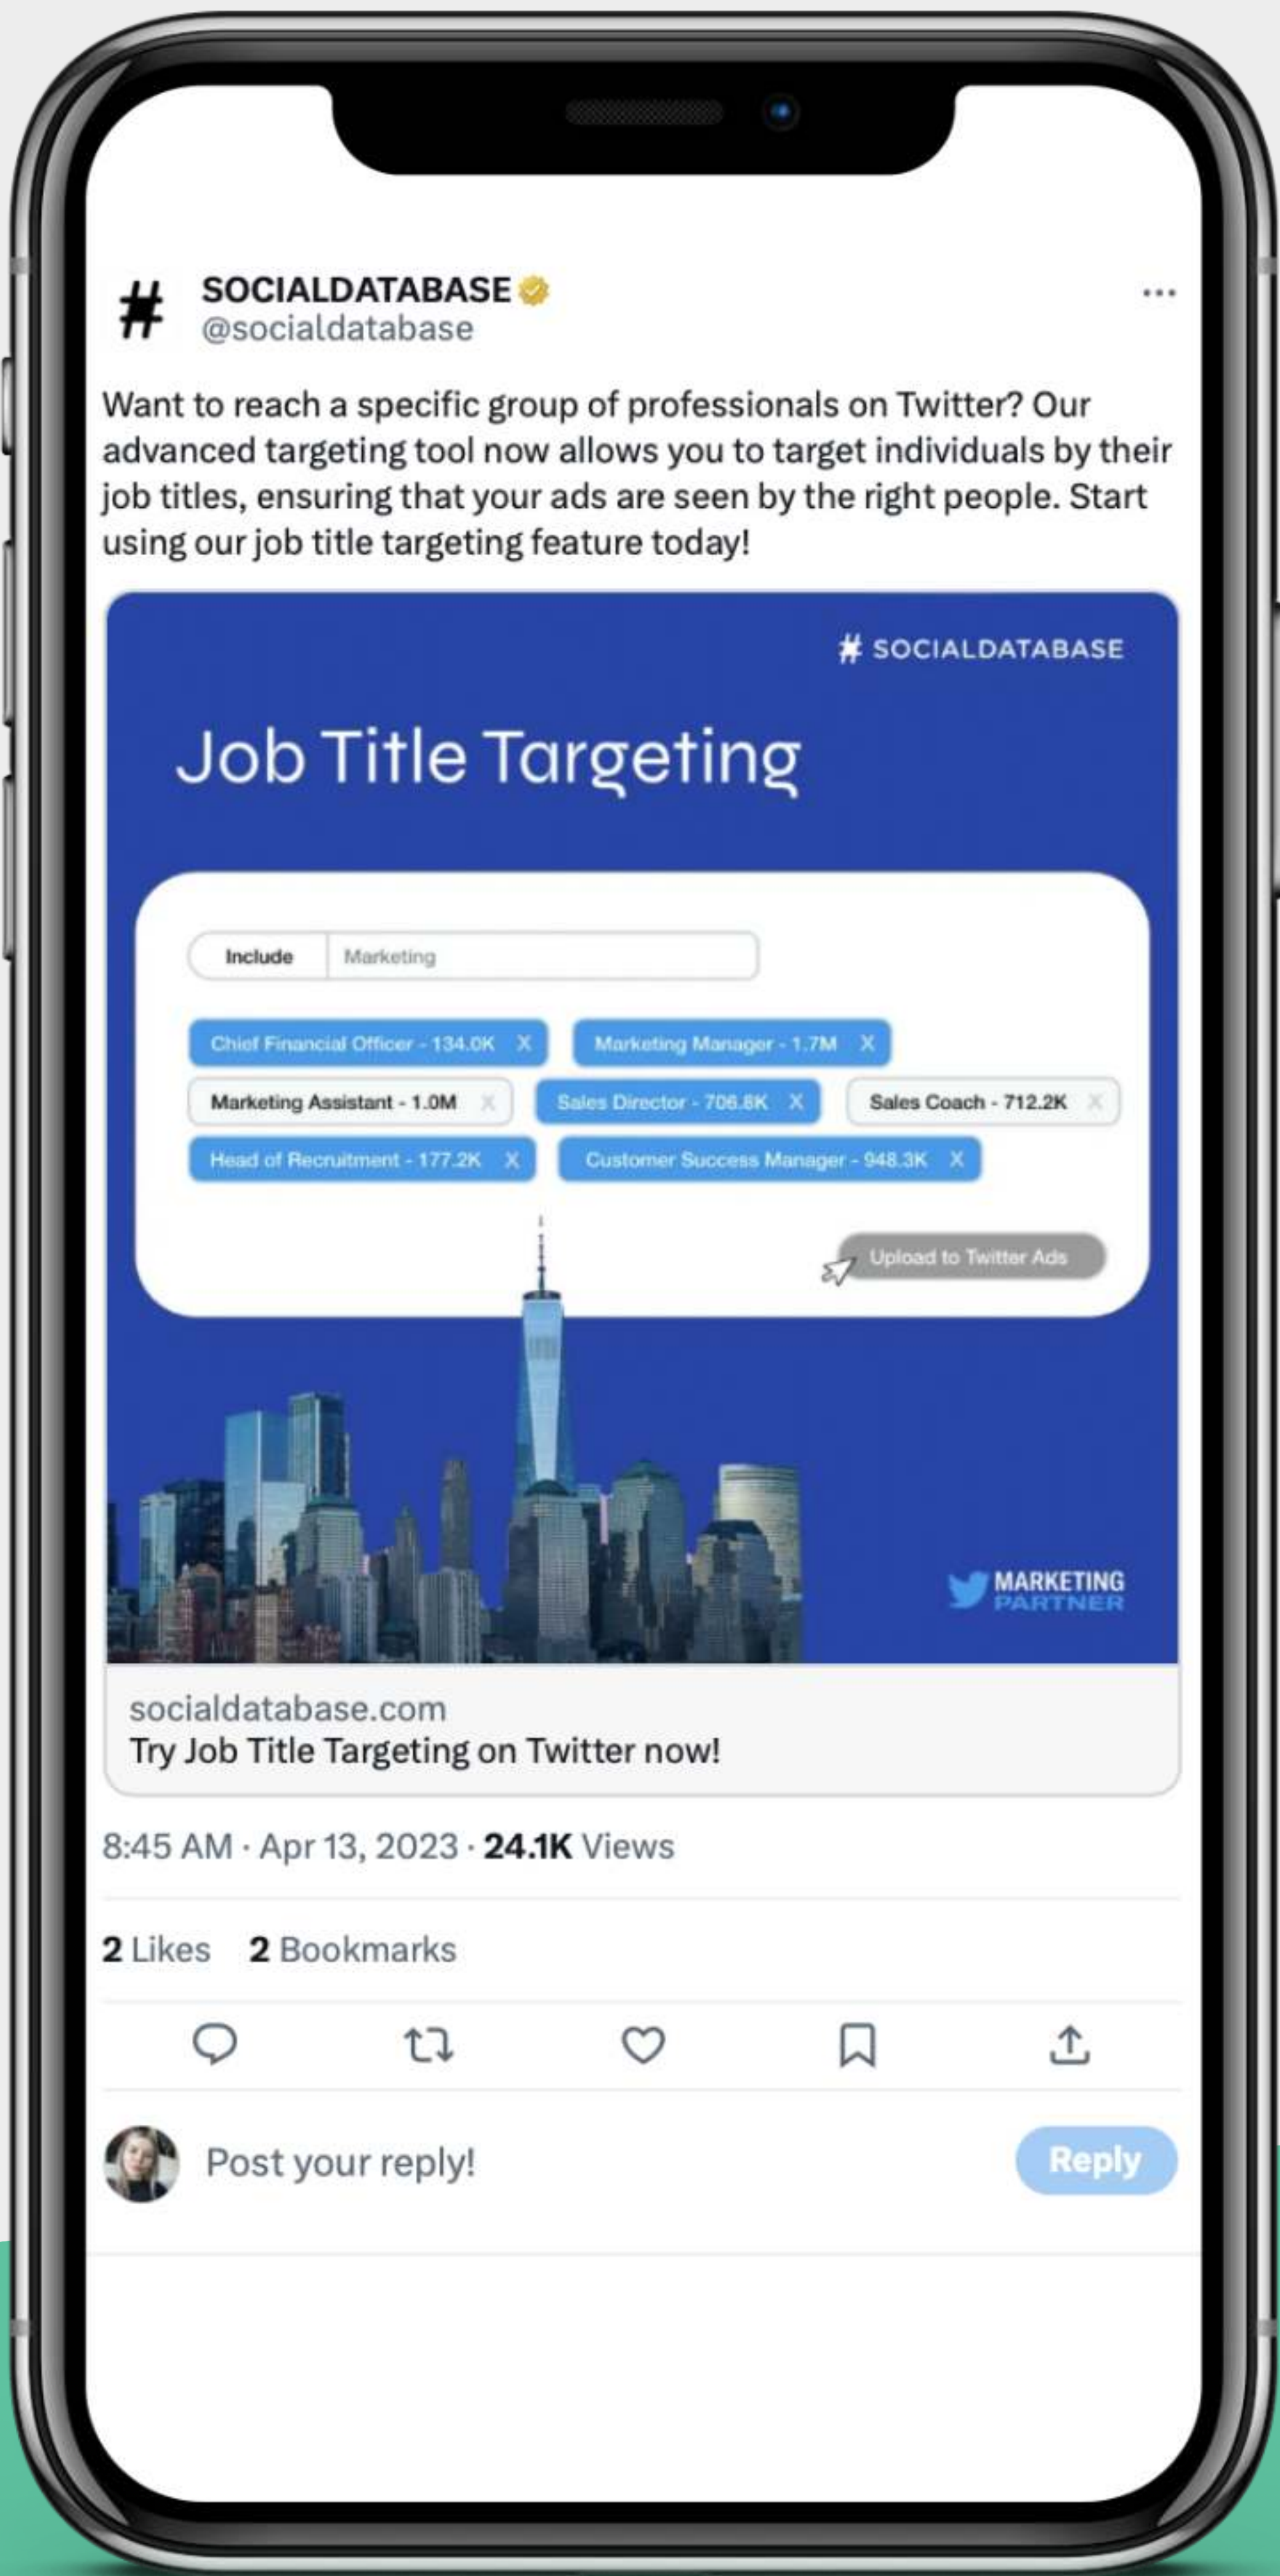 #
SOCIALDATABASE
@socialdatabase
Want to reach a specific group of professionals on Twitter? Our
advanced targeting tool now allows you to target individuals by their
job titles, ensuring that your ads are seen by the right people. Start
using our job title targeting feature today!
# SOCIALDATABASE
Job Title Targeting
Include Marketing
Chief Financial Officer - 134.0K X Marketing Manager - 1.7M X
Marketing Assistant - 1.0M X Sales Director - 706.8K X Sales Coach - 712.2K X
Head of Recruitment - 177.2K X Customer Success Manager - 948.3K X
Upload to Twitter Ads
MARKETING
PARTNER
socialdatabase.com
Try Job Title Targeting on Twitter now!
8:45 AM · Apr 13, 2023 · 24.1K Views
2 Likes 2 Bookmarks
Post your reply! Reply